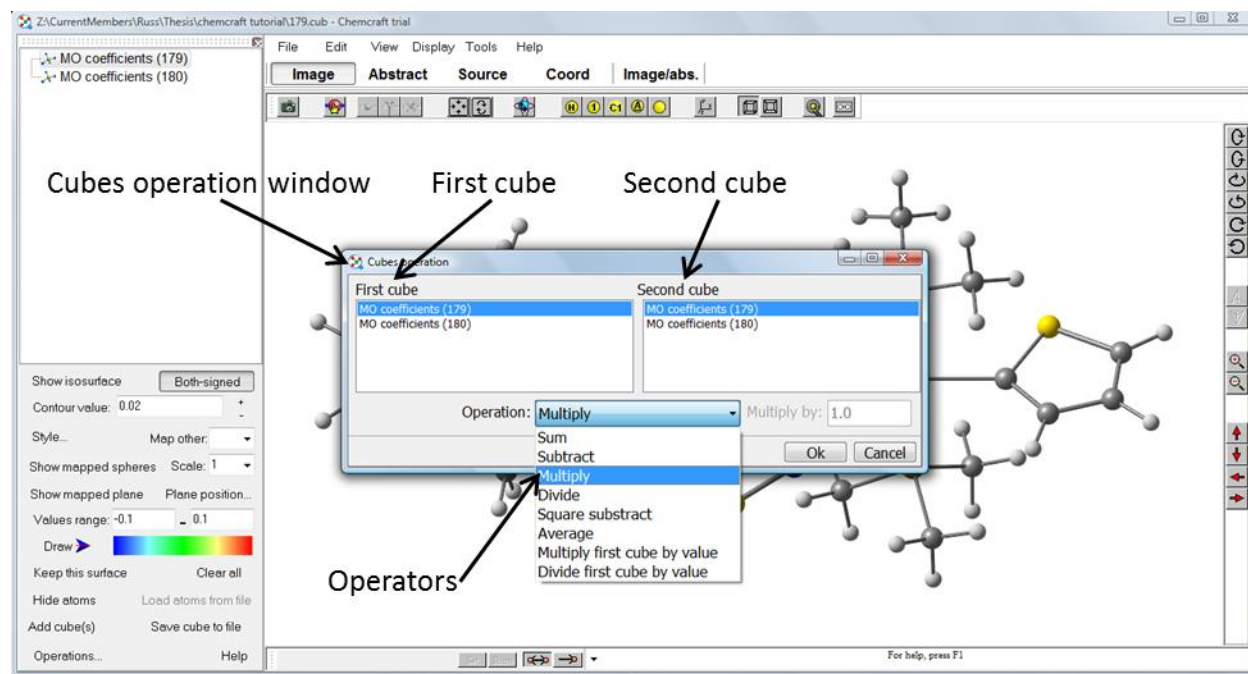 Z:\CurrentMembers\Russ\Thesis\chemcraft tutorial\179.cub - Chemcraft trial
MO coefficients (179)
MO coefficients (180)
File Edit View Display Tools Help
Image Abstract Source Coord Image/abs.
Cubes operation window First cube Second cube
Cubes operation
First cube Second cube
MO coefficients (179) MO coefficients (179)
MO coefficients (180) MO coefficients (180)
Operation: Multiply Multiply by: 1.0
Sum
Subtract
Multiply
Divide
Square substract
Average
Multiply first cube by value
Divide first cube by value
Ok Cancel
Operators
Show isosurface Both-signed
Contour value: 0.02 + -
Style... Map other:
Show mapped spheres Scale: 1
Show mapped plane Plane position...
Values range: -0.1 - 0.1
Draw
Keep this surface Clear all
Hide atoms Load atoms from file
Add cube(s) Save cube to file
Operations... Help
For help, press F1